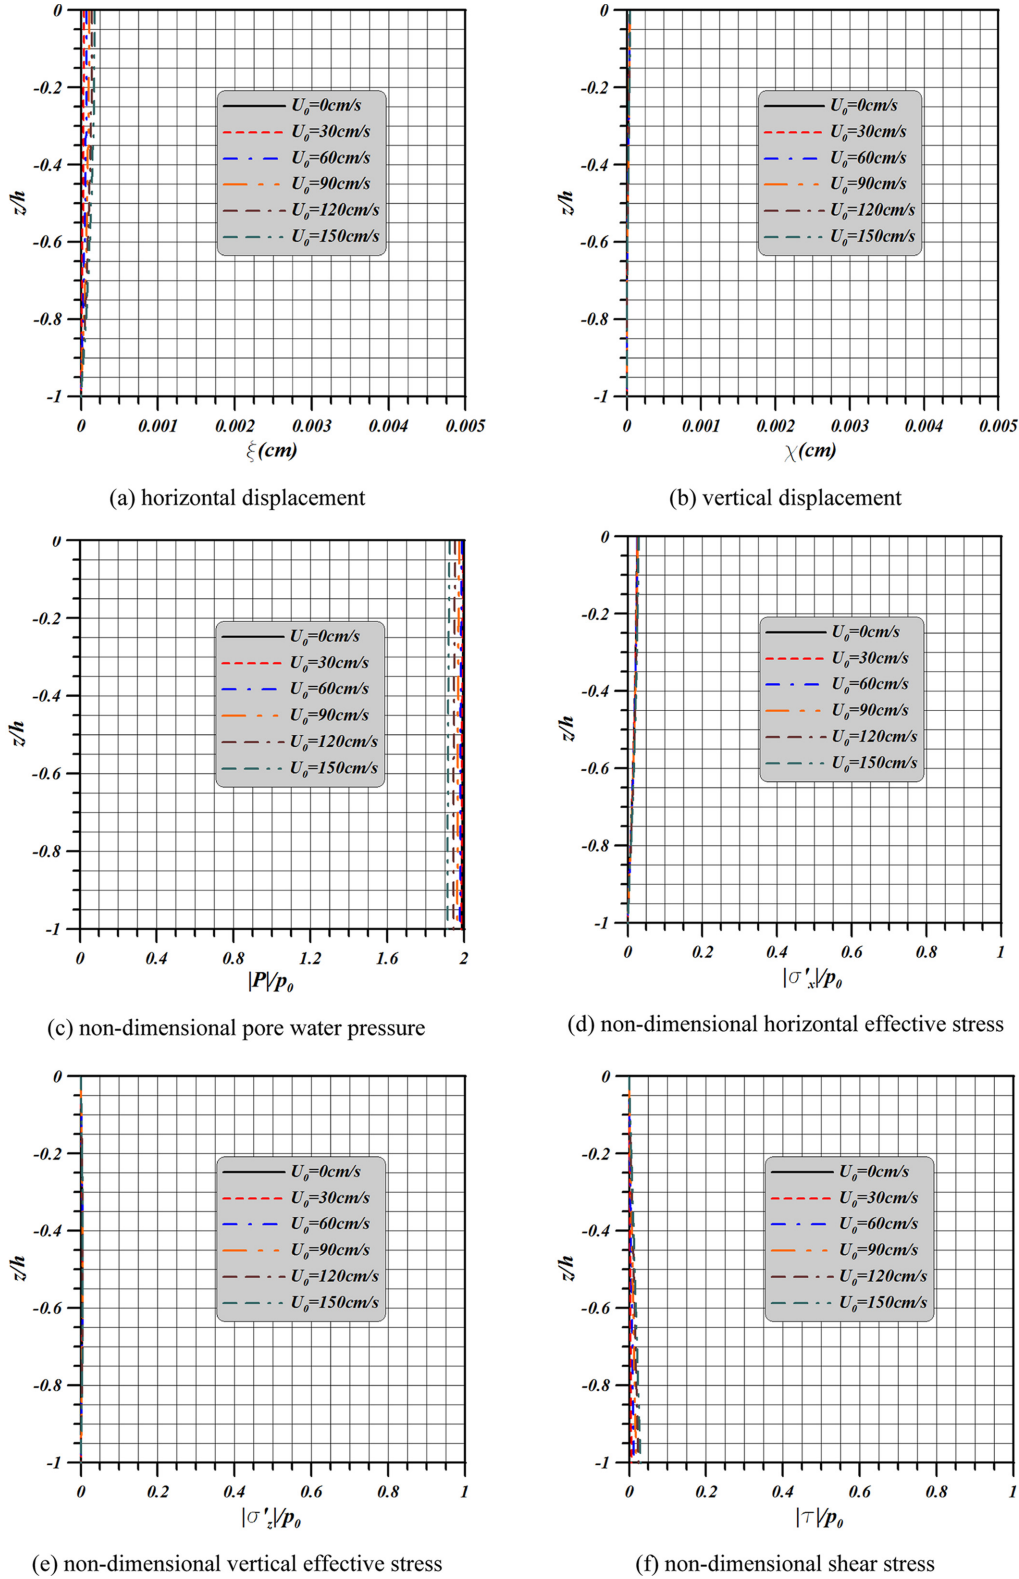 0
-0.2
-0.4
-0.6
-0.8
-1
z/h
U₀=0cm/s
U₀=30cm/s
U₀=60cm/s
U₀=90cm/s
U₀=120cm/s
U₀=150cm/s
0 0.001 0.002 0.003 0.004 0.005
ξ(cm)
(a) horizontal displacement
0
-0.2
-0.4
-0.6
-0.8
-1
z/h
U₀=0cm/s
U₀=30cm/s
U₀=60cm/s
U₀=90cm/s
U₀=120cm/s
U₀=150cm/s
0 0.001 0.002 0.003 0.004 0.005
χ(cm)
(b) vertical displacement
0
-0.2
-0.4
-0.6
-0.8
-1
z/h
U₀=0cm/s
U₀=30cm/s
U₀=60cm/s
U₀=90cm/s
U₀=120cm/s
U₀=150cm/s
0 0.4 0.8 1.2 1.6 2
|P|/p₀
(c) non-dimensional pore water pressure
0
-0.2
-0.4
-0.6
-0.8
-1
z/h
U₀=0cm/s
U₀=30cm/s
U₀=60cm/s
U₀=90cm/s
U₀=120cm/s
U₀=150cm/s
0 0.2 0.4 0.6 0.8 1
|σ'ₓ|/p₀
(d) non-dimensional horizontal effective stress
0
-0.2
-0.4
-0.6
-0.8
-1
z/h
U₀=0cm/s
U₀=30cm/s
U₀=60cm/s
U₀=90cm/s
U₀=120cm/s
U₀=150cm/s
0 0.2 0.4 0.6 0.8 1
|σ'z|/p₀
(e) non-dimensional vertical effective stress
0
-0.2
-0.4
-0.6
-0.8
-1
z/h
U₀=0cm/s
U₀=30cm/s
U₀=60cm/s
U₀=90cm/s
U₀=120cm/s
U₀=150cm/s
0 0.2 0.4 0.6 0.8 1
|τ|/p₀
(f) non-dimensional shear stress